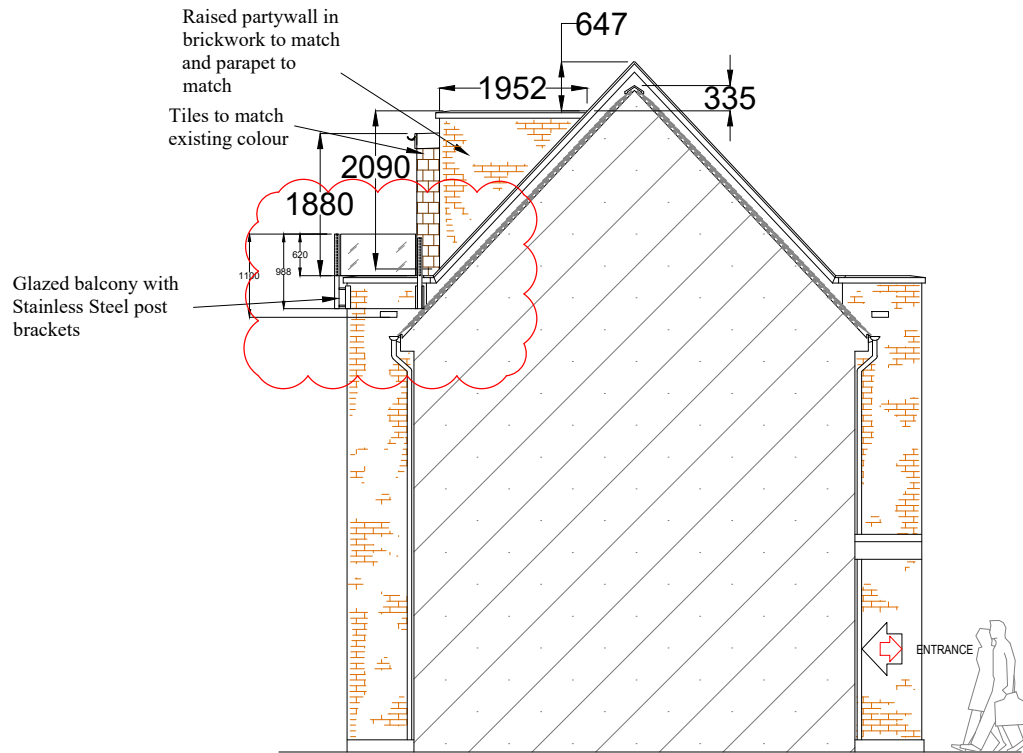 Raised partywall in
brickwork to match
and parapet to
match
647
1952
335
Tiles to match
existing colour
2090
1880
620
988
1100
Glazed balcony with
Stainless Steel post
brackets
ENTRANCE